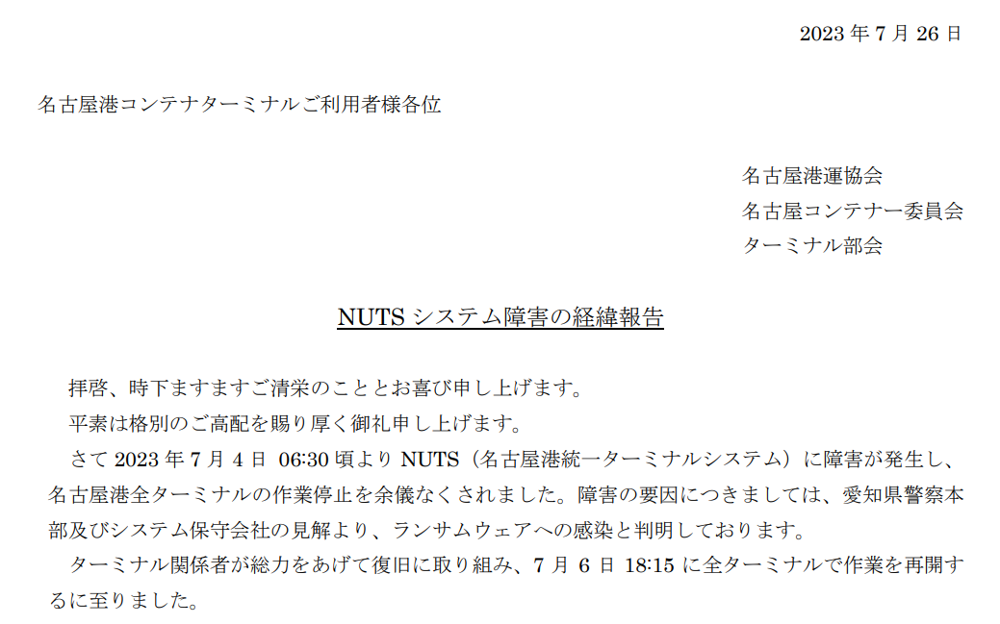 2023 年 7 月 26 日
名古屋港コンテナターミナルご利用者様各位
名古屋港運協会
名古屋コンテナー委員会
ターミナル部会
NUTS システム障害の経緯報告
拝啓、時下ますますご清栄のこととお喜び申し上げます。
平素は格別のご高配を賜り厚く御礼申し上げます。
さて 2023 年 7 月 4 日 06:30 頃より NUTS（名古屋港統一ターミナルシステム）に障害が発生し、
名古屋港全ターミナルの作業停止を余儀なくされました。障害の要因につきましては、愛知県警察本
部及びシステム保守会社の見解より、ランサムウェアへの感染と判明しております。
ターミナル関係者が総力をあげて復旧に取り組み、7 月 6 日 18:15 に全ターミナルで作業を再開す
るに至りました。